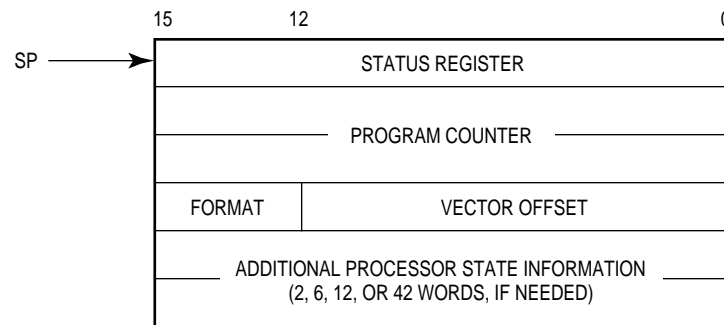 15 12 0
SP
STATUS REGISTER
PROGRAM COUNTER
FORMAT VECTOR OFFSET
ADDITIONAL PROCESSOR STATE INFORMATION
(2, 6, 12, OR 42 WORDS, IF NEEDED)